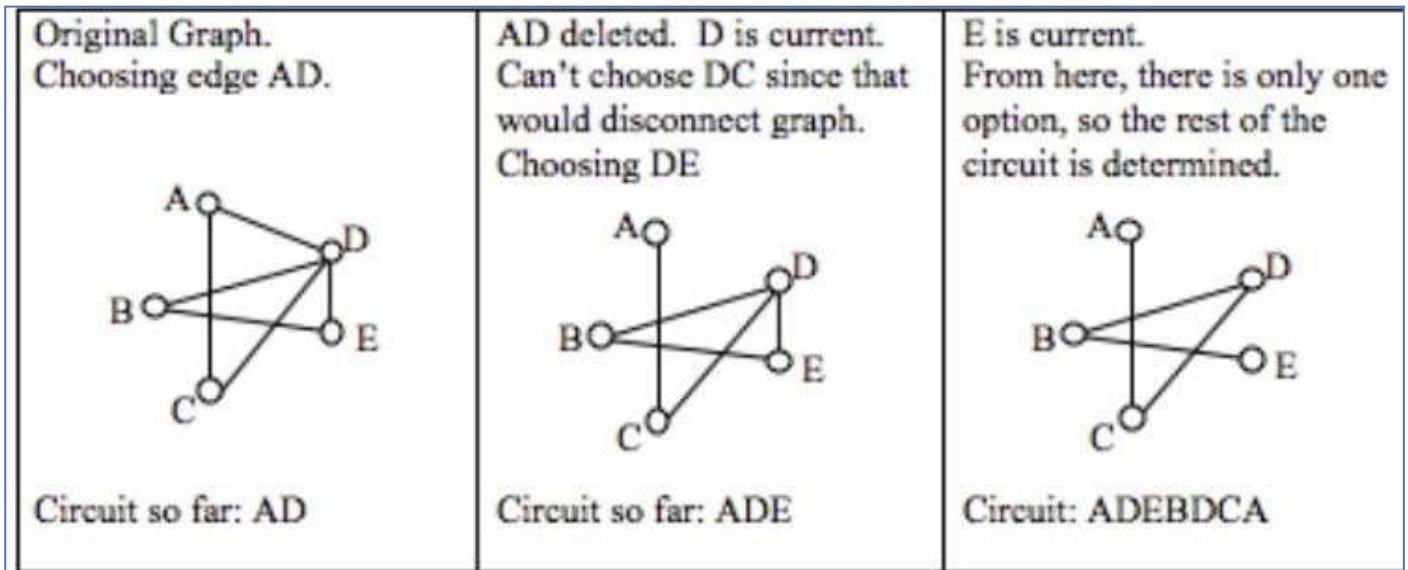 Original Graph.
Choosing edge AD.
A
D
B
E
C
Circuit so far: AD
AD deleted. D is current.
Can't choose DC since that
would disconnect graph.
Choosing DE
A
D
B
E
C
Circuit so far: ADE
E is current.
From here, there is only one
option, so the rest of the
circuit is determined.
A
D
B
E
C
Circuit: ADEBDCA